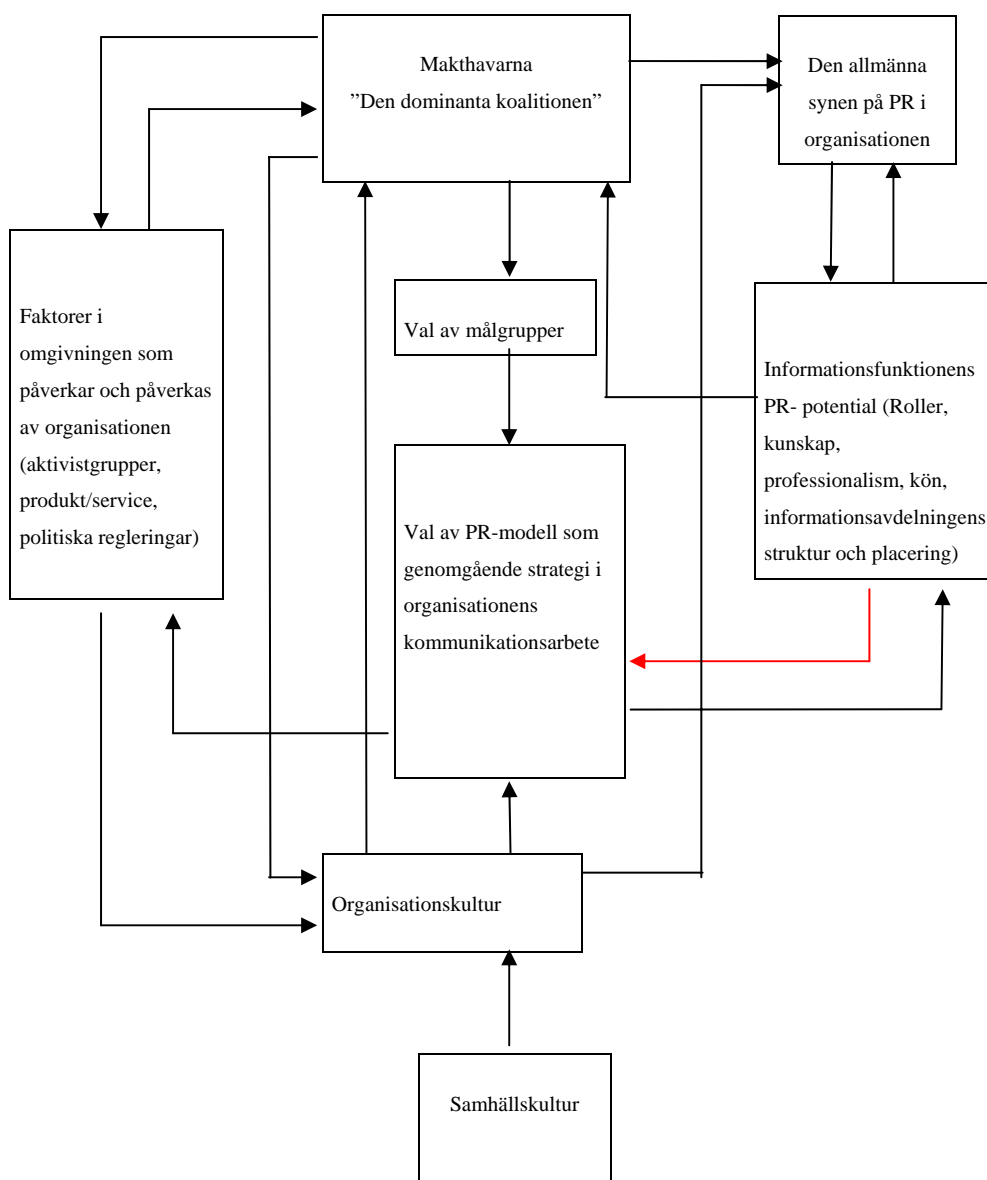 Makthavarna
”Den dominanta koalitionen”
Den allmänna
synen på PR i
organisationen
Faktorer i
omgivningen som
påverkar och påverkas
av organisationen
(aktivistgrupper,
produkt/service,
politiska regleringar)
Val av målgrupper
Informationsfunktionens
PR- potential (Roller,
kunskap,
professionalism, kön,
informationsavdelningens
struktur och placering)
Val av PR-modell som
genomgående strategi i
organisationens
kommunikationsarbete
Organisationskultur
Samhällskultur